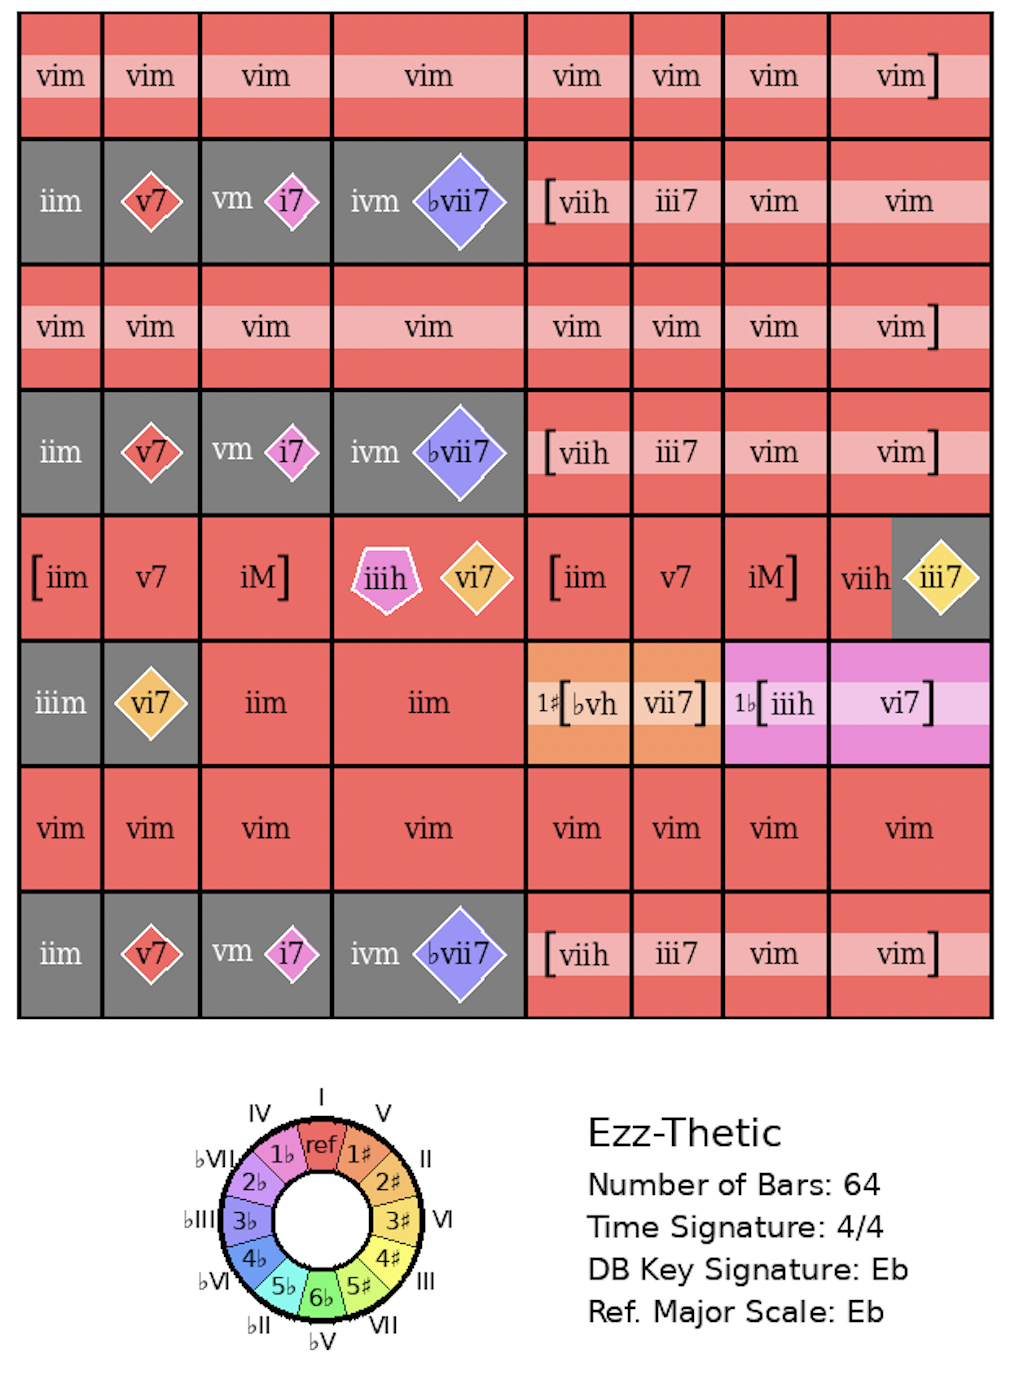 vim vim vim vim vim vim vim vim]
iim v7 vm i7 ivm ♭vii7 [viih iii7 vim vim
vim vim vim vim vim vim vim vim]
iim v7 vm i7 ivm ♭vii7 [viih iii7 vim vim]
[iim v7 iM] iiih vi7 [iim v7 iM] viih iii7
iiim vi7 iim iim 1♯[♭vh vii7] 1♭[iiih vi7]
vim vim vim vim vim vim vim vim
iim v7 vm i7 ivm ♭vii7 [viih iii7 vim vim]
I
IV V
♭VII II
♭III VI
♭VI III
♭II VII
♭V
ref
1♭ 1♯
2♭ 2♯
3♭ 3♯
4♭ 4♯
5♭ 5♯
6♭
Ezz-Thetic
Number of Bars: 64
Time Signature: 4/4
DB Key Signature: Eb
Ref. Major Scale: Eb